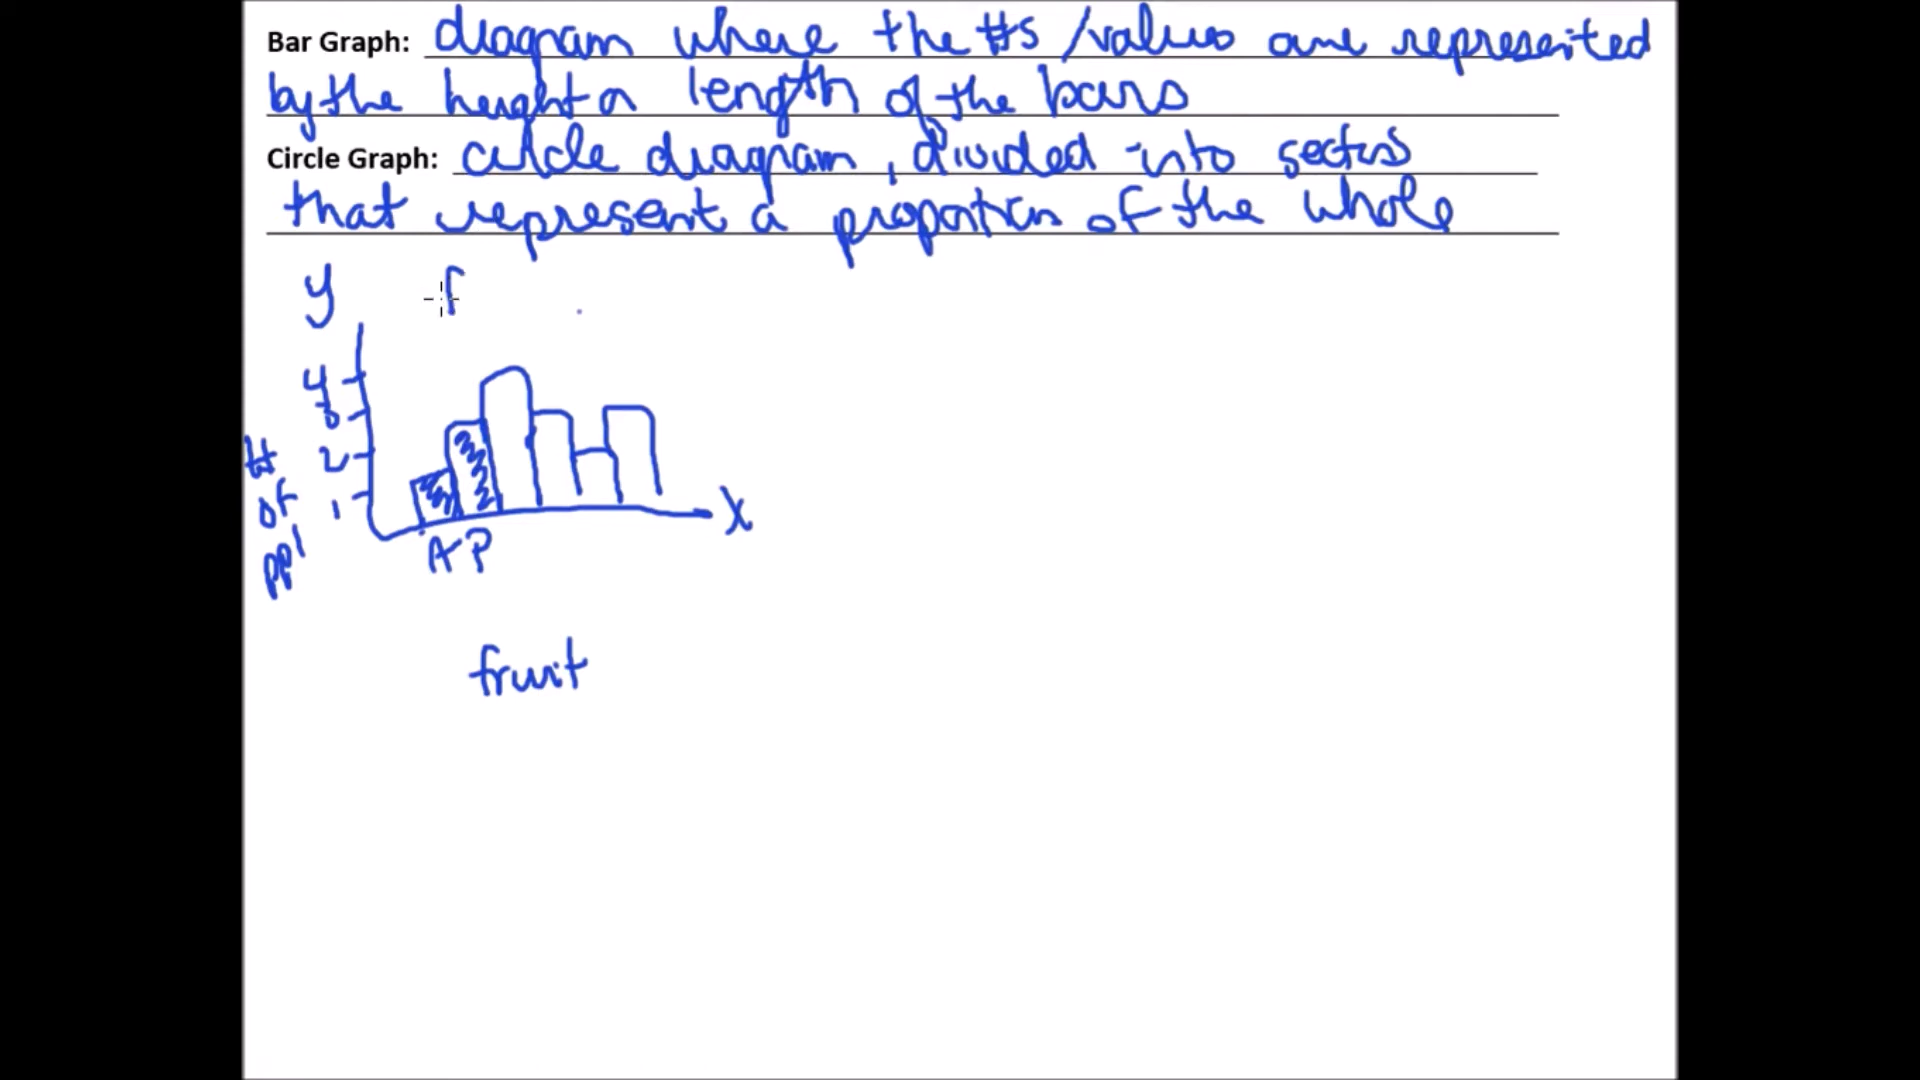 Bar Graph: diagram where the #s / values are represented
by the height or length of the bars
Circle Graph: circle diagram, divided into sectors
that represent a proportion of the whole
y f
4
3
# 2
of 1
ppl
x
A P
fruit